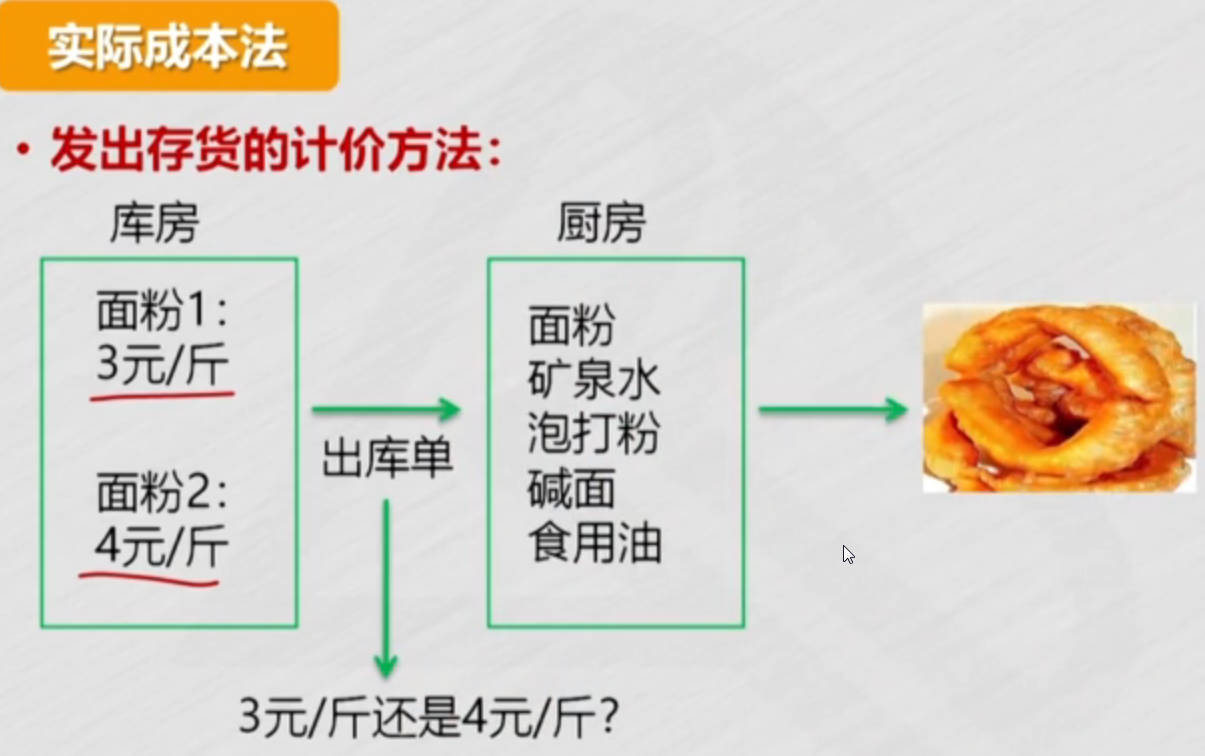 实际成本法
• 发出存货的计价方法：
库房
面粉1：
3元/斤
面粉2：
4元/斤
出库单
厨房
面粉
矿泉水
泡打粉
碱面
食用油
3元/斤还是4元/斤？